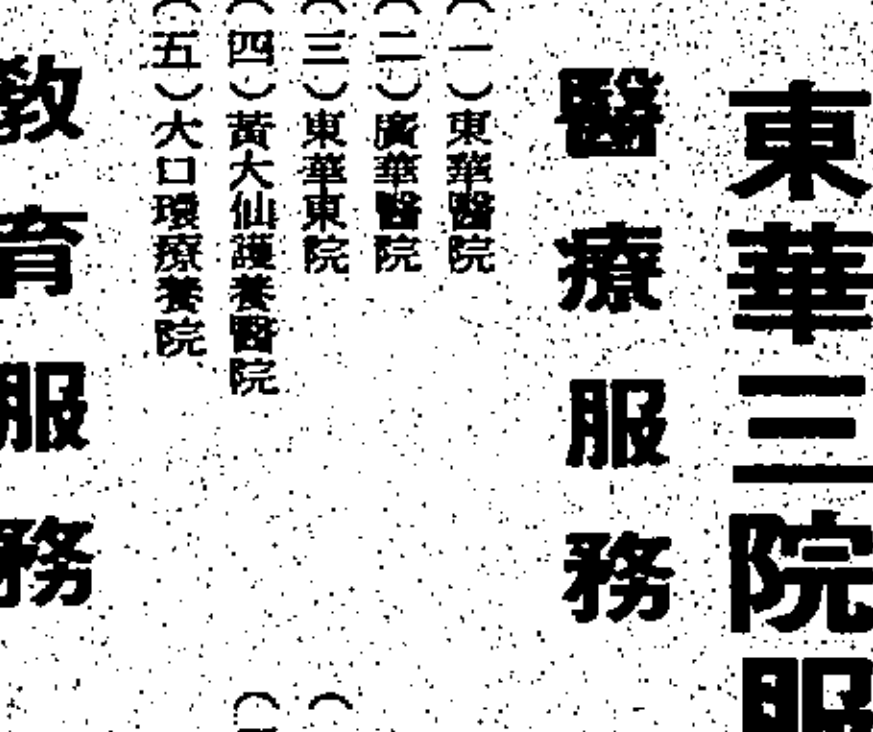 東華三院服
醫療服務
(一)東華醫院
(二)廣華醫院
(三)東華東院
(四)黃大仙護養醫院
(五)大口環療養院
教育服務